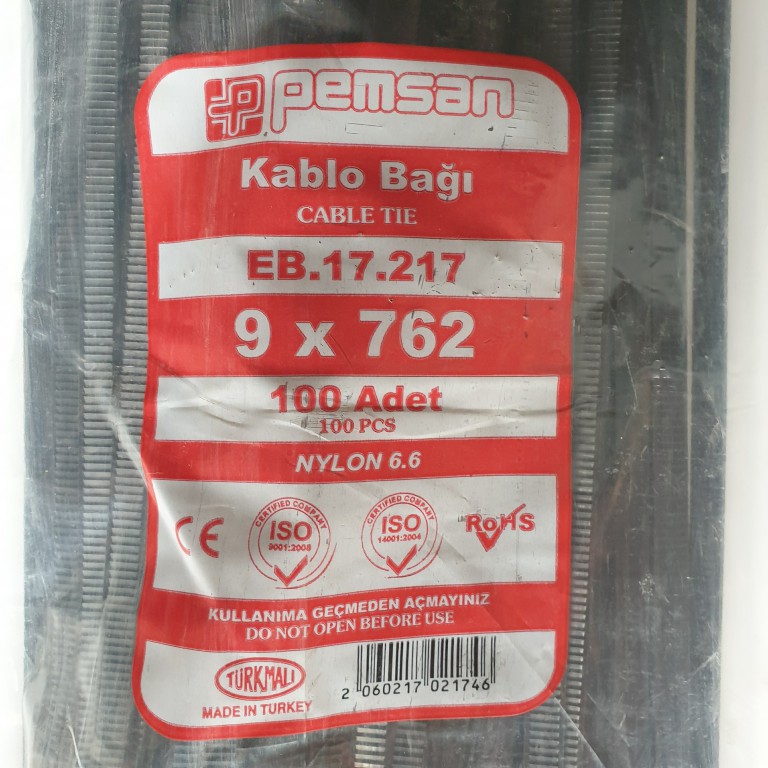 pemsan
Kablo Bağı
CABLE TIE
EB.17.217
9 x 762
100 Adet
100 PCS
NYLON 6.6
CE
CERTIFIED COMPANY
ISO
9001:2008
CERTIFIED COMPANY
ISO
14001:2004
RoHS
KULLANIMA GEÇMEDEN AÇMAYINIZ
DO NOT OPEN BEFORE USE
TÜRKMALI
MADE IN TURKEY
2 060217 021746